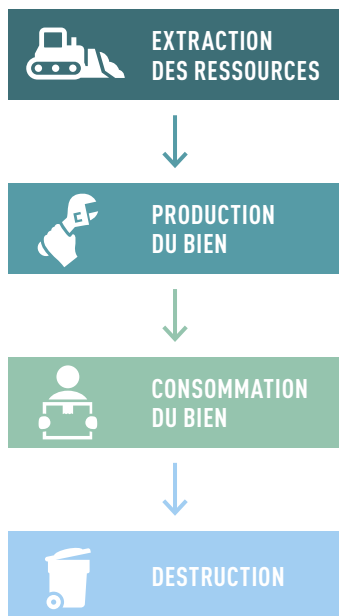 EXTRACTION
DES RESSOURCES
PRODUCTION
DU BIEN
CONSOMMATION
DU BIEN
DESTRUCTION